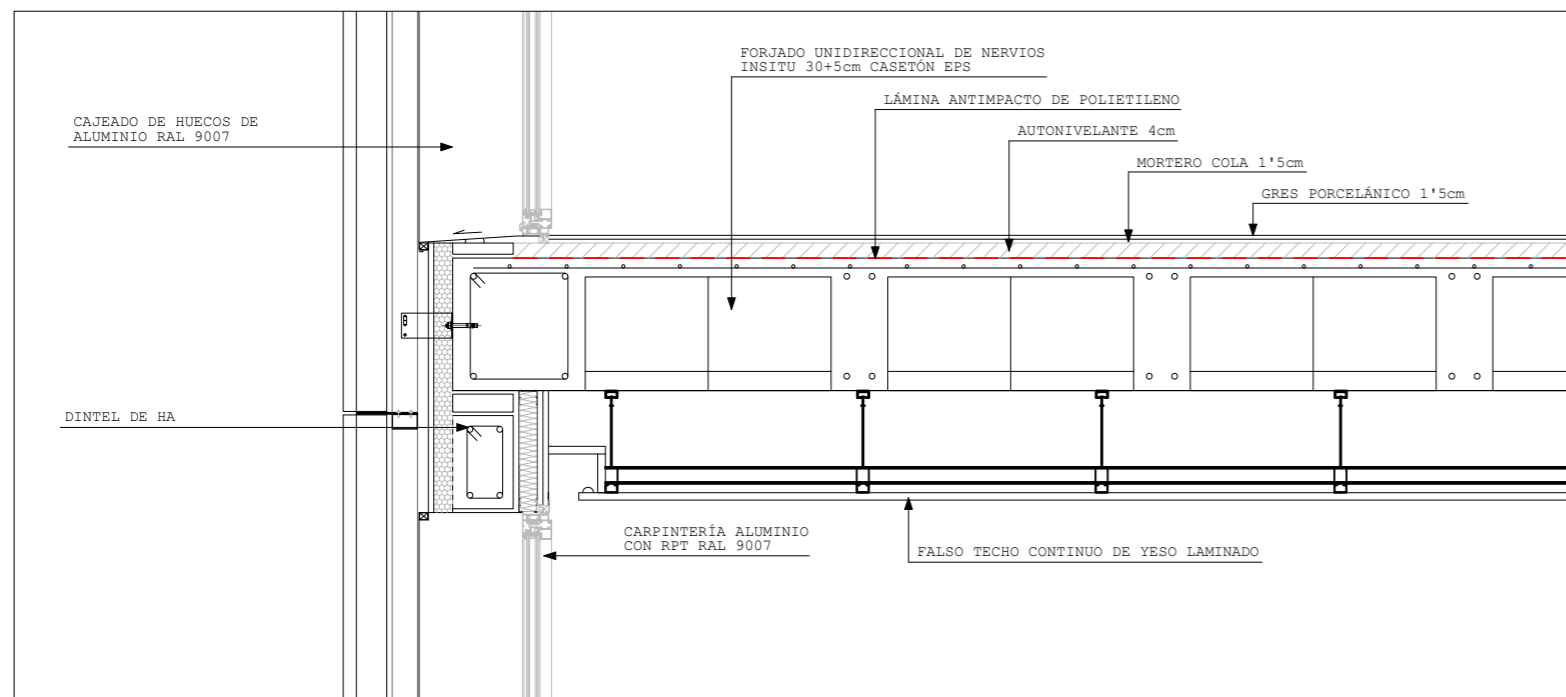 FORJADO UNIDIRECCIONAL DE NERVIOS
INSITU 30+5cm CASETÓN EPS
LÁMINA ANTIMPACTO DE POLIETILENO
CAJEADO DE HUECOS DE
ALUMINIO RAL 9007
AUTONIVELANTE 4cm
MORTERO COLA 1'5cm
GRES PORCELÁNICO 1'5cm
DINTEL DE HA
CARPINTERÍA ALUMINIO
CON RPT RAL 9007
FALSO TECHO CONTINUO DE YESO LAMINADO